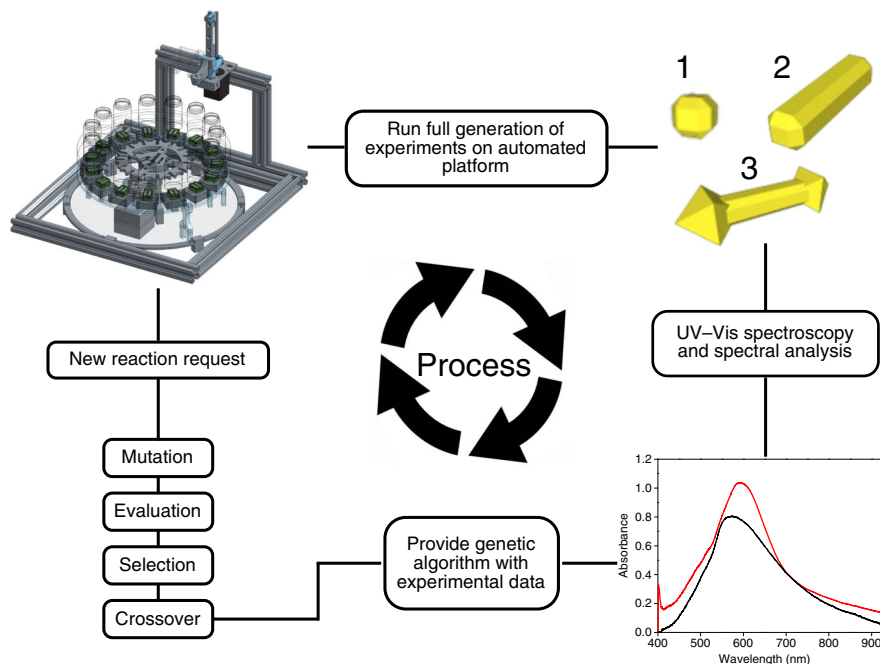 Run full generation of
experiments on automated
platform
1
2
3
UV–Vis spectroscopy
and spectral analysis
Process
New reaction request
Mutation
Evaluation
Selection
Crossover
Provide genetic
algorithm with
experimental data
1.2
1.0
0.8
0.6
0.4
0.2
0.0
Absorbance
400 500 600 700 800 900
Wavelength (nm)